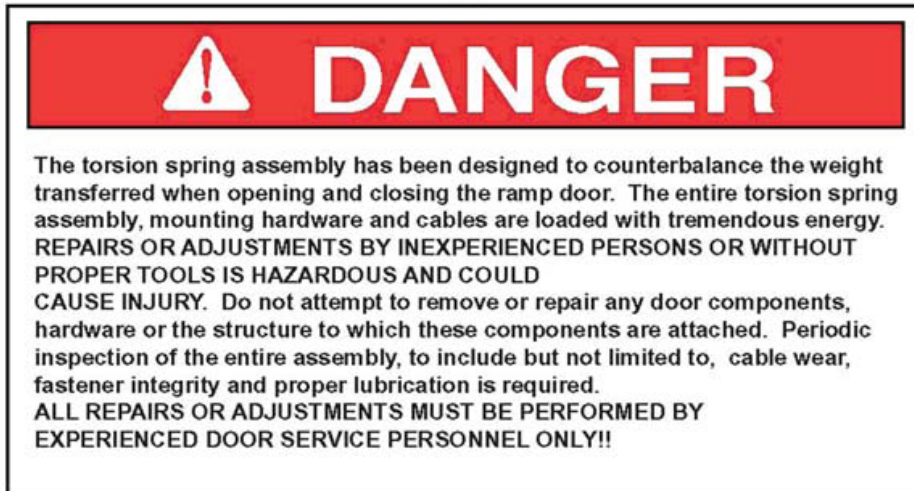 DANGER
The torsion spring assembly has been designed to counterbalance the weight
transferred when opening and closing the ramp door. The entire torsion spring
assembly, mounting hardware and cables are loaded with tremendous energy.
REPAIRS OR ADJUSTMENTS BY INEXPERIENCED PERSONS OR WITHOUT
PROPER TOOLS IS HAZARDOUS AND COULD
CAUSE INJURY. Do not attempt to remove or repair any door components,
hardware or the structure to which these components are attached. Periodic
inspection of the entire assembly, to include but not limited to, cable wear,
fastener integrity and proper lubrication is required.
ALL REPAIRS OR ADJUSTMENTS MUST BE PERFORMED BY
EXPERIENCED DOOR SERVICE PERSONNEL ONLY!!